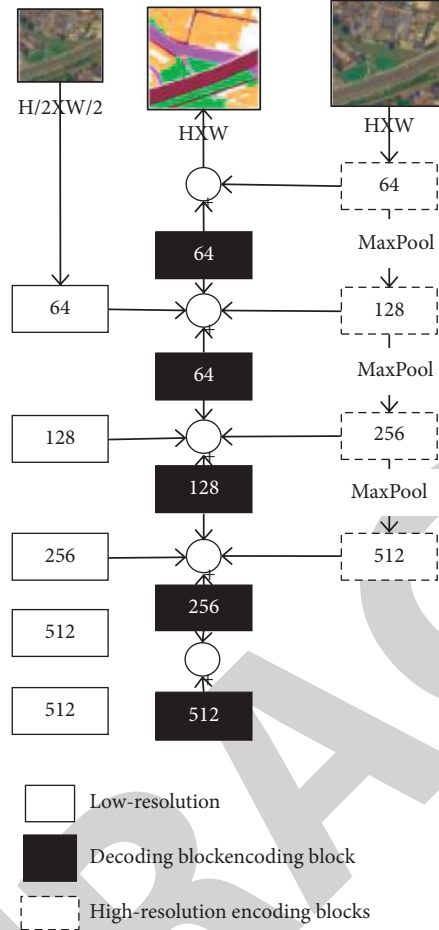 H/2XW/2
HXW
HXW
64
MaxPool
64
64
128
MaxPool
64
128
256
MaxPool
128
256
512
256
512
512
512
Low-resolution
Decoding blockencoding block
High-resolution encoding blocks